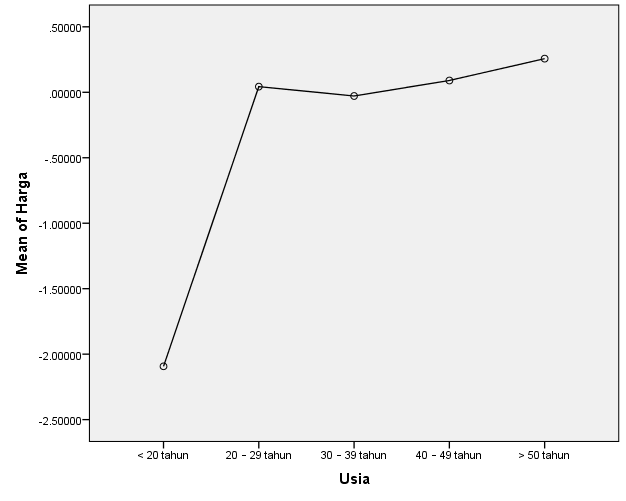 .50000
.00000
-.50000
-1.00000
-1.50000
-2.00000
-2.50000
Mean of Harga
< 20 tahun
20 – 29 tahun
30 – 39 tahun
40 – 49 tahun
> 50 tahun
Usia